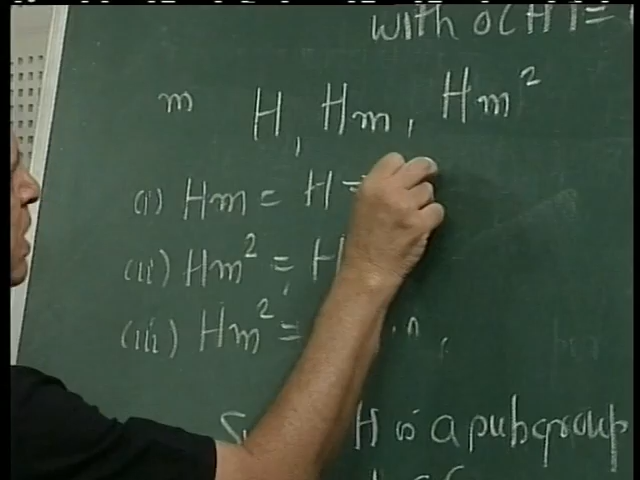 with o(H) =
m H, Hm, Hm²
(i) Hm = H =
(ii) Hm² = H
(iii) Hm² = n
H is a subgroup